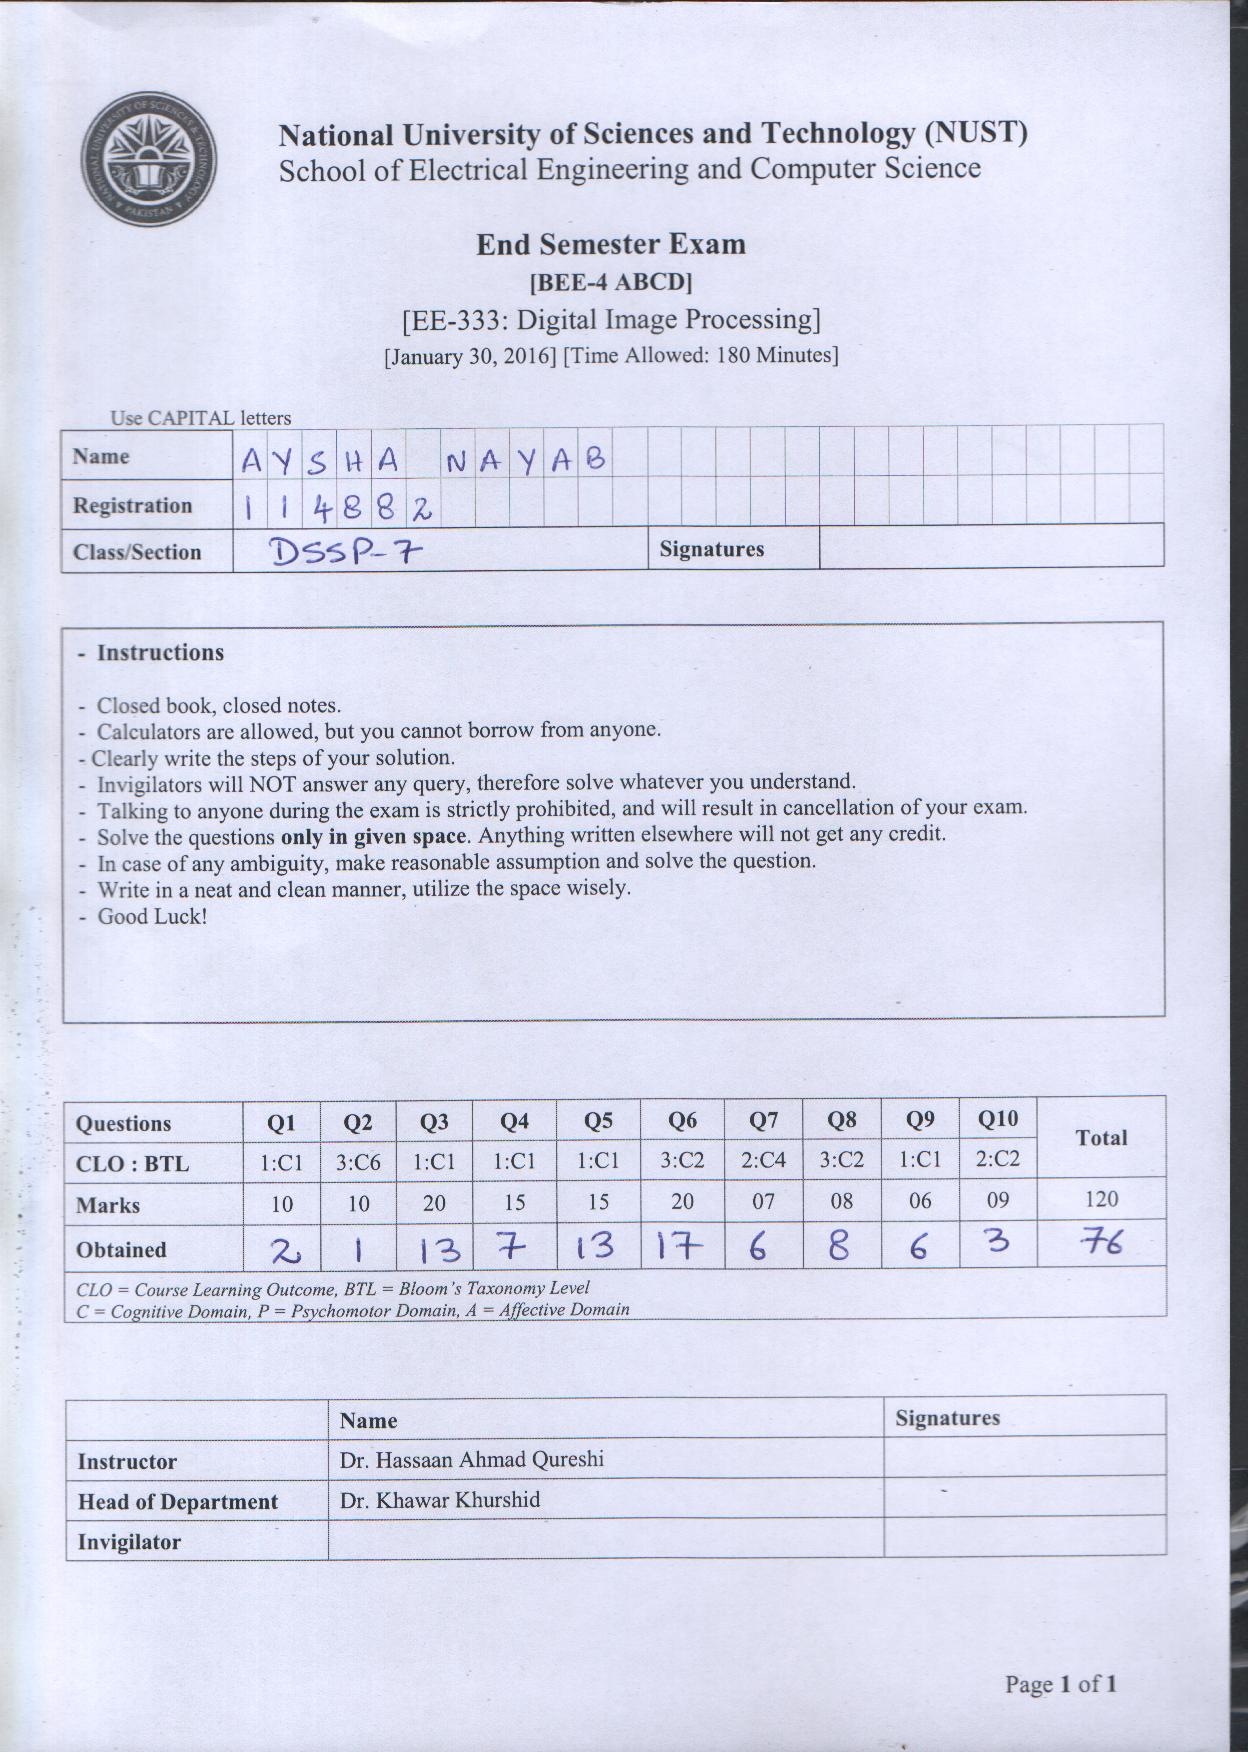 NATIONAL UNIVERSITY OF SCIENCES & TECHNOLOGY
PAKISTAN
National University of Sciences and Technology (NUST)
School of Electrical Engineering and Computer Science
End Semester Exam
[BEE-4 ABCD]
[EE-333: Digital Image Processing]
[January 30, 2016] [Time Allowed: 180 Minutes]
Use CAPITAL letters
Name AYSHA NAYAB
Registration 114882
Class/Section DSSP-7 Signatures
- Instructions
- Closed book, closed notes.
- Calculators are allowed, but you cannot borrow from anyone.
- Clearly write the steps of your solution.
- Invigilators will NOT answer any query, therefore solve whatever you understand.
- Talking to anyone during the exam is strictly prohibited, and will result in cancellation of your exam.
- Solve the questions only in given space. Anything written elsewhere will not get any credit.
- In case of any ambiguity, make reasonable assumption and solve the question.
- Write in a neat and clean manner, utilize the space wisely.
- Good Luck!
Questions Q1 Q2 Q3 Q4 Q5 Q6 Q7 Q8 Q9 Q10 Total
CLO : BTL 1:C1 3:C6 1:C1 1:C1 1:C1 3:C2 2:C4 3:C2 1:C1 2:C2
Marks 10 10 20 15 15 20 07 08 06 09 120
Obtained 2 1 13 7 13 17 6 8 6 3 76
CLO = Course Learning Outcome, BTL = Bloom's Taxonomy Level
C = Cognitive Domain, P = Psychomotor Domain, A = Affective Domain
Name Signatures
Instructor Dr. Hassaan Ahmad Qureshi
Head of Department Dr. Khawar Khurshid
Invigilator
Page 1 of 1